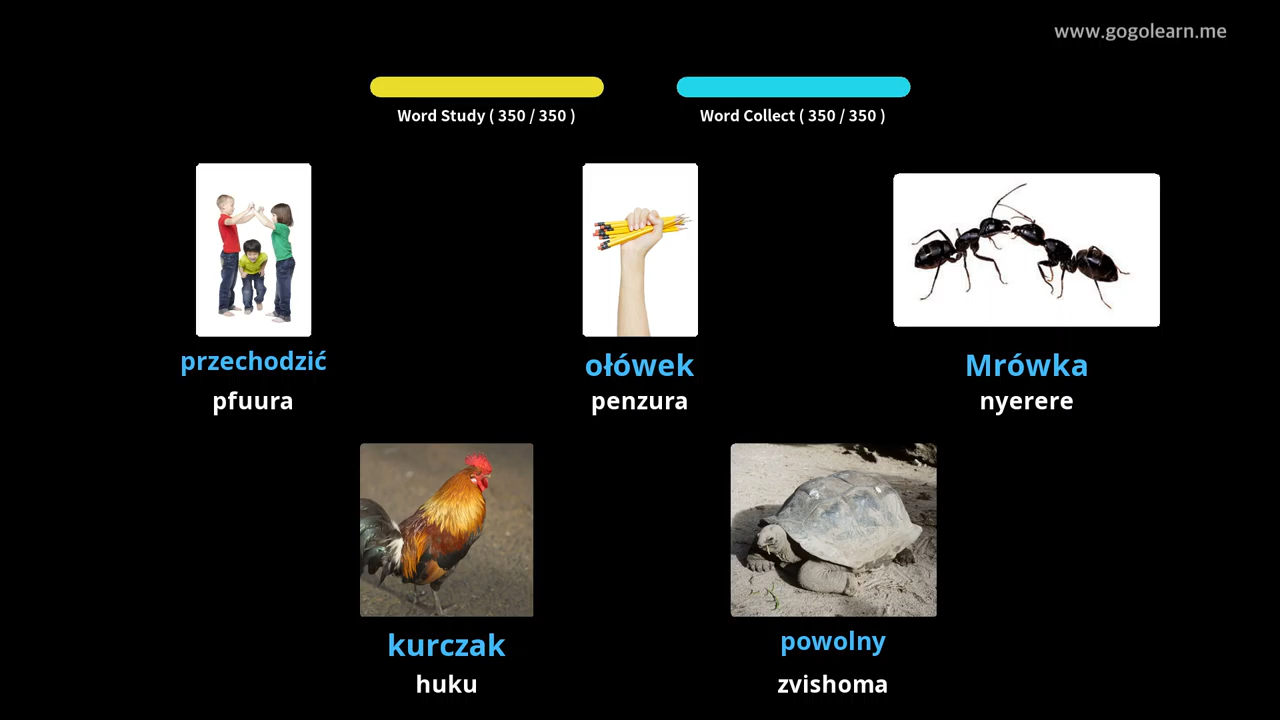 www.gogolearn.me
Word Study ( 350 / 350 )
Word Collect ( 350 / 350 )
przechodzić
pfuura
ołówek
penzura
Mrówka
nyerere
kurczak
huku
powolny
zvishoma